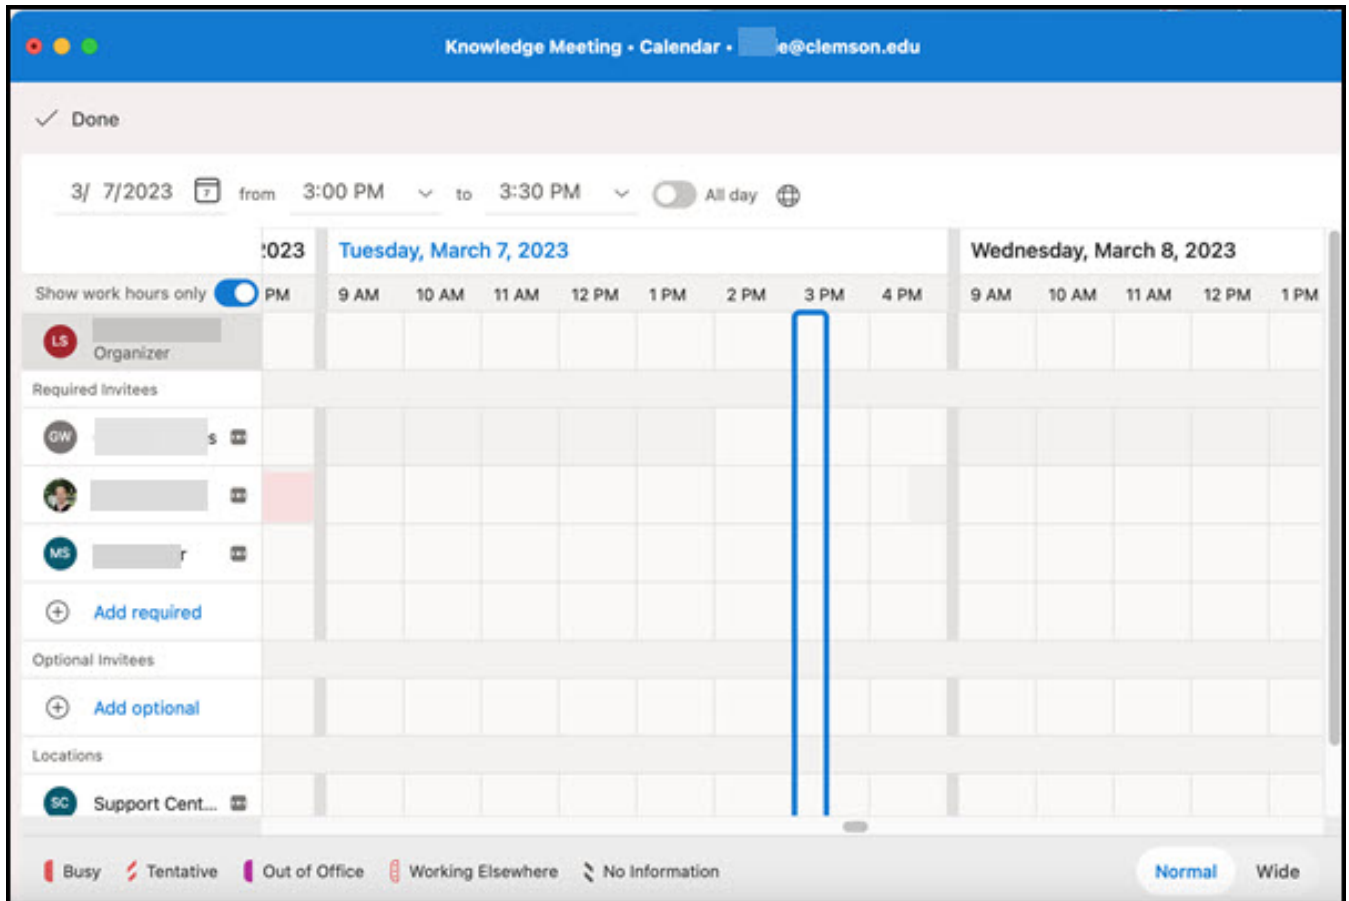 Knowledge Meeting • Calendar • e@clemson.edu
Done
3/ 7/2023 7 from 3:00 PM to 3:30 PM All day
2023 Tuesday, March 7, 2023 Wednesday, March 8, 2023
Show work hours only PM 9 AM 10 AM 11 AM 12 PM 1 PM 2 PM 3 PM 4 PM 9 AM 10 AM 11 AM 12 PM 1 PM
LS
Organizer
Required Invitees
GW s
MS r
Add required
Optional Invitees
Add optional
Locations
SC Support Cent...
Busy Tentative Out of Office Working Elsewhere No Information Normal Wide